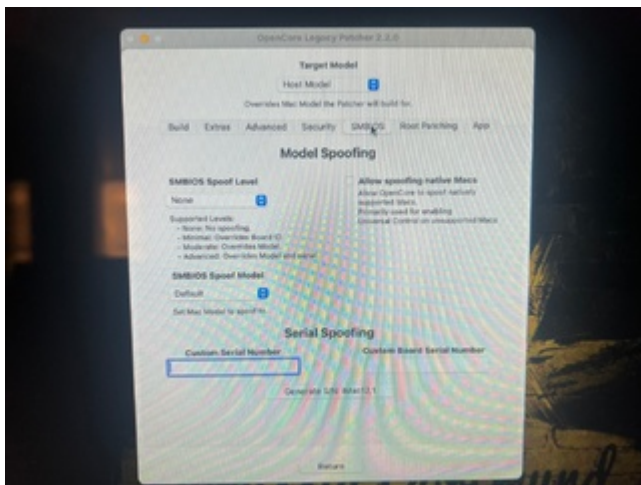 OpenCore Legacy Patcher 2.2.0
Target Model
Host Model
Overrides Mac Model the Patcher will build for.
Build Extras Advanced Security SMBIOS Root Patching App
Model Spoofing
SMBIOS Spoof Level
None
Supported Levels:
- None: No spoofing.
- Minimal: Overrides Board ID.
- Moderate: Overrides Model.
- Advanced: Overrides Model and serial.
Allow spoofing native Macs
Allow OpenCore to spoof natively
supported Macs.
Primarily used for enabling
Universal Control on unsupported Macs
SMBIOS Spoof Model
Default
Set Mac Model to spoof to.
Serial Spoofing
Custom Serial Number
Custom Board Serial Number
Generate S/N: iMac12,1
Return